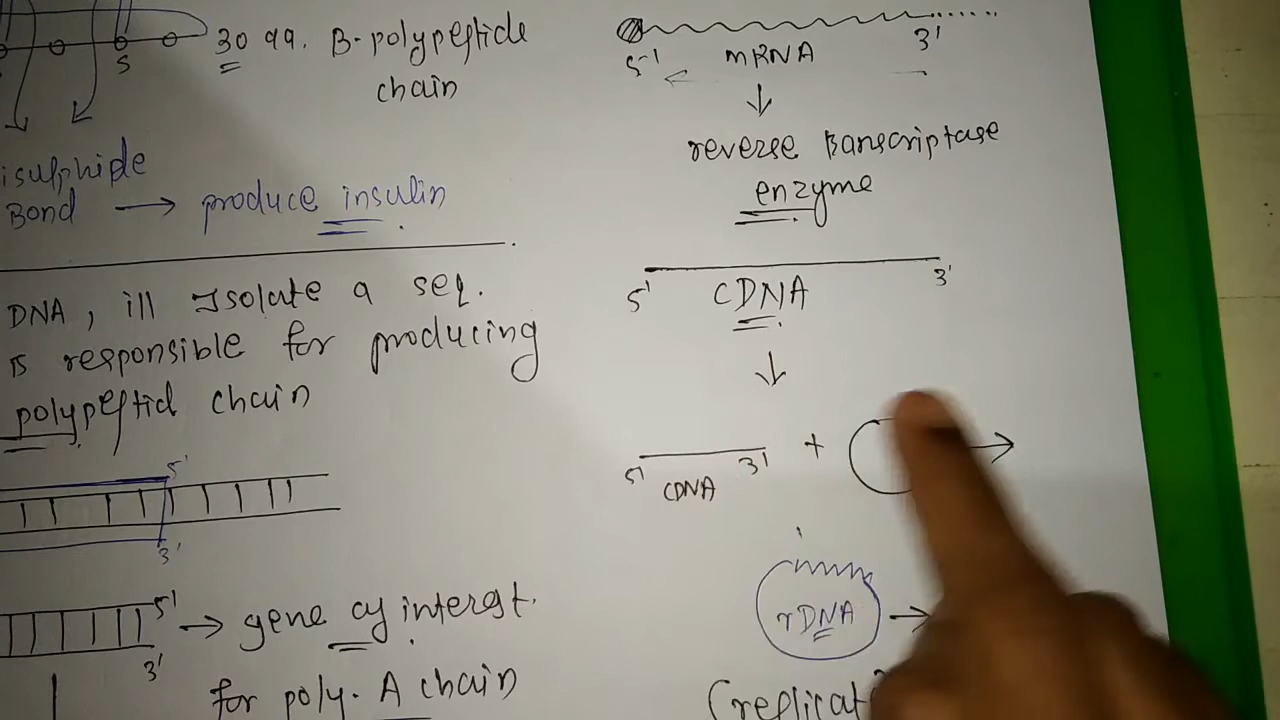 30 aa. B-polypeptide
chain
S
isulphide
Bond → produce insulin
DNA, ill Isolate a seq.
is responsible for producing
polypeptid chain
5'
3'
5' → gene of interest.
3'
for poly. A chain
5' mRNA 3'
reverse transcriptase
enzyme
5' CDNA 3'
5' CDNA 3' +
rDNA →
(replicat